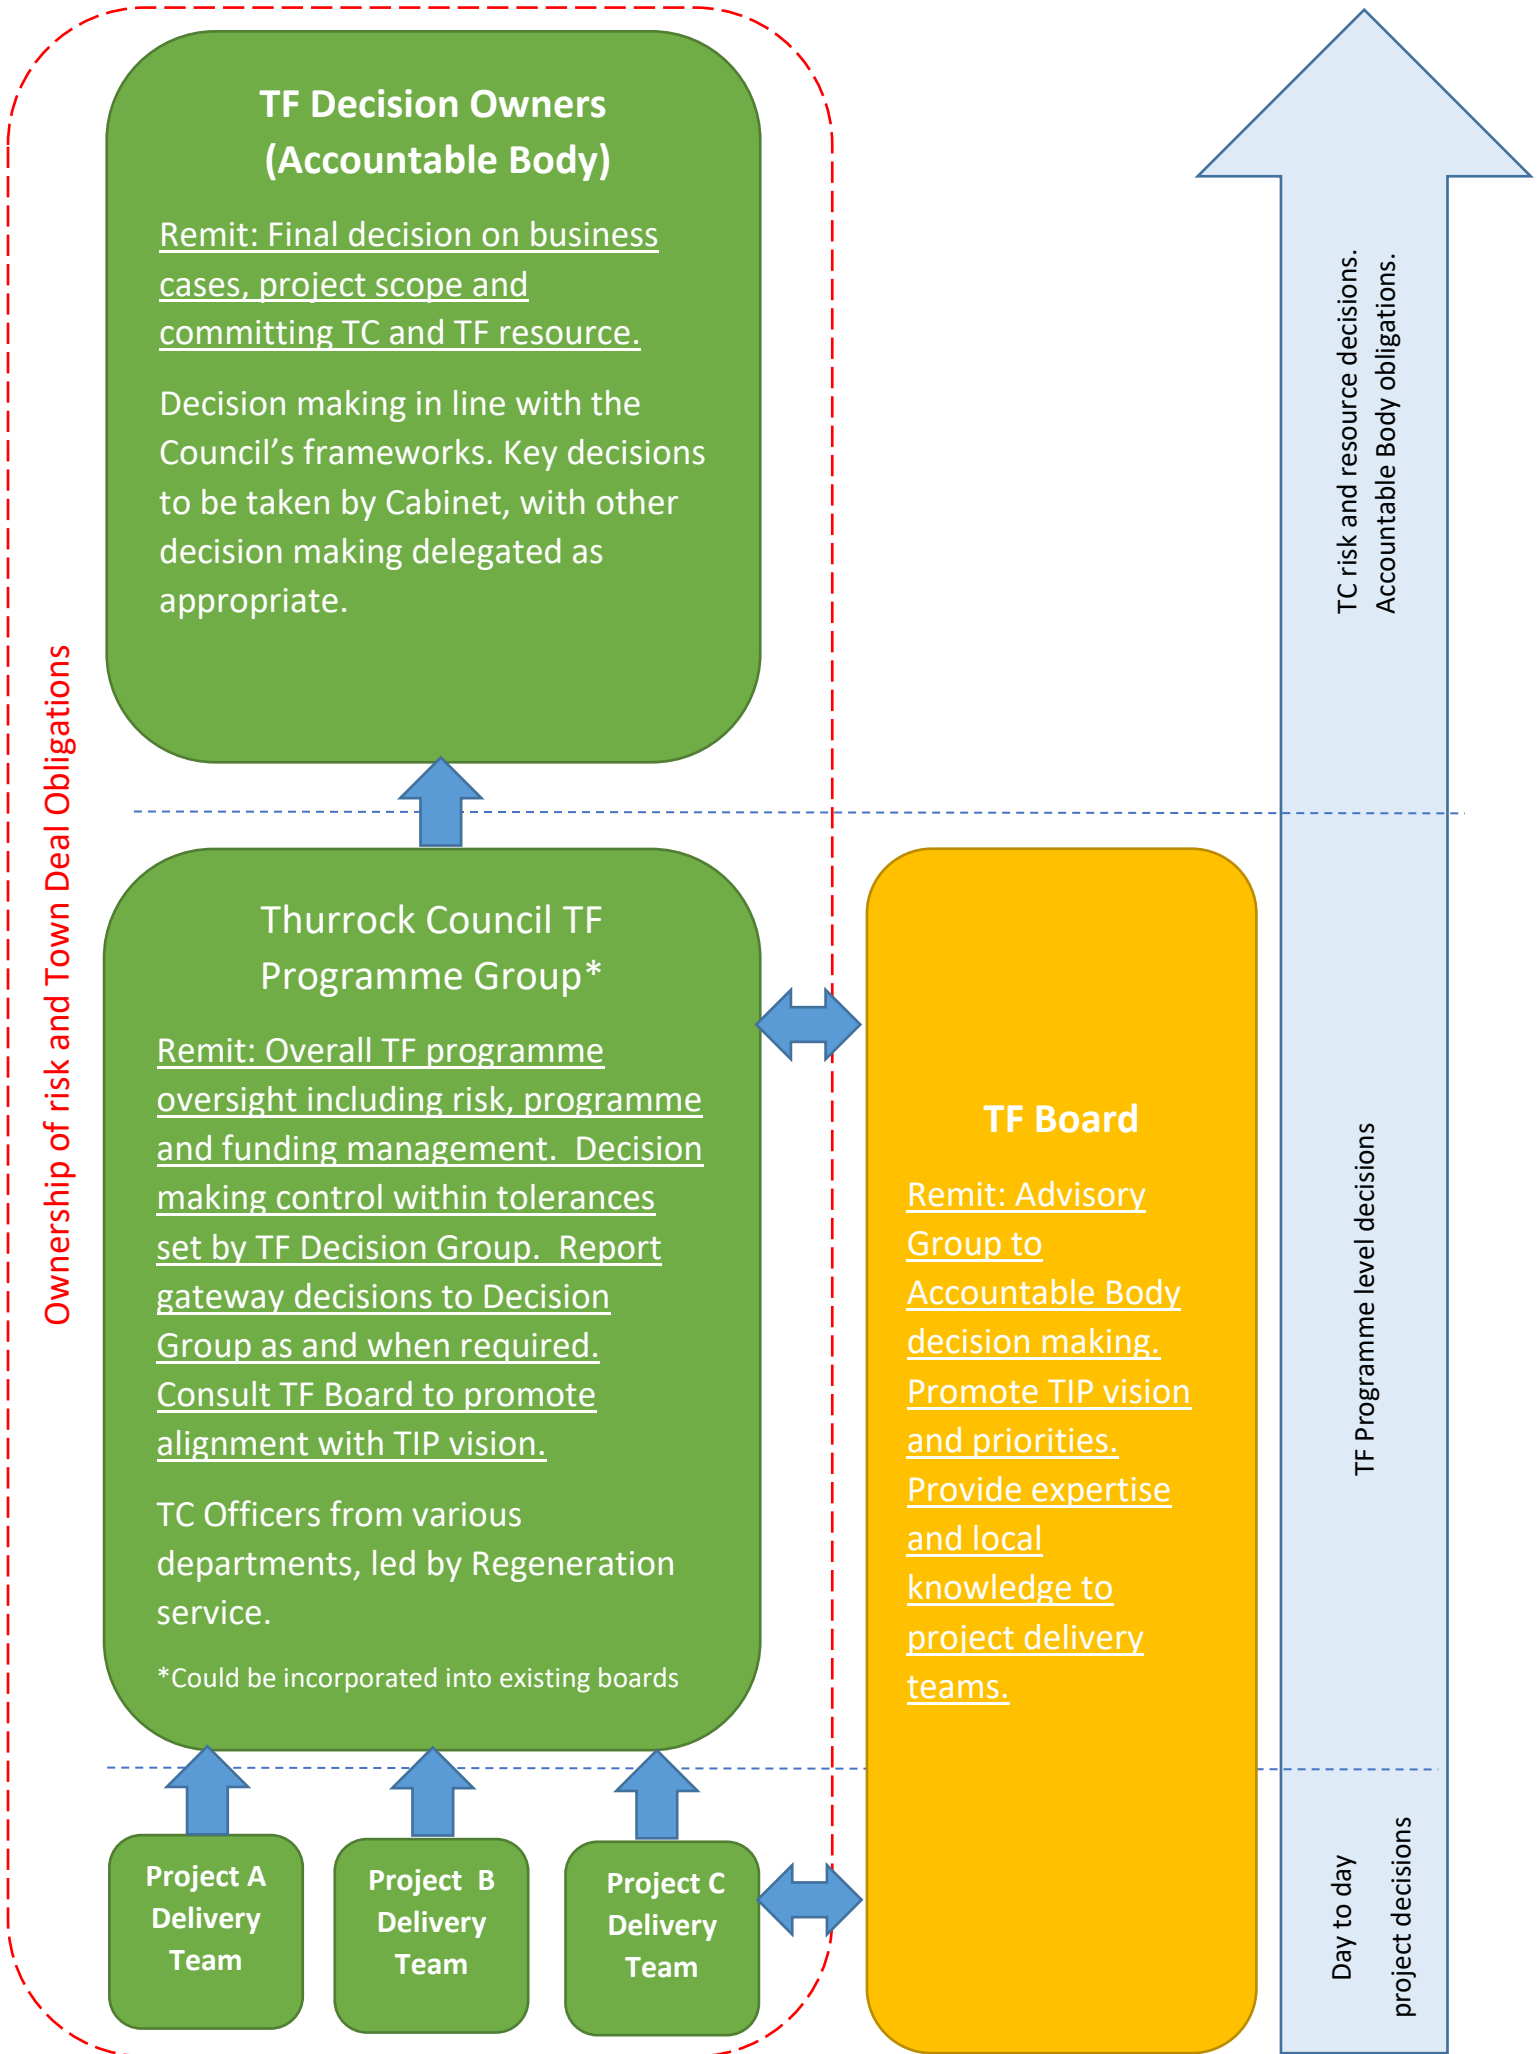 TF Decision Owners
(Accountable Body)
Remit: Final decision on business
cases, project scope and
committing TC and TF resource.
Decision making in line with the
Council’s frameworks. Key decisions
to be taken by Cabinet, with other
decision making delegated as
appropriate.
TC risk and resource decisions.
Accountable Body obligations.
Ownership of risk and Town Deal Obligations
Thurrock Council TF
Programme Group*
Remit: Overall TF programme
oversight including risk, programme
and funding management.  Decision
making control within tolerances
set by TF Decision Group.  Report
gateway decisions to Decision
Group as and when required.
Consult TF Board to promote
alignment with TIP vision.
TC Officers from various
departments, led by Regeneration
service.
*Could be incorporated into existing boards
TF Board
Remit: Advisory
Group to
Accountable Body
decision making.
Promote TIP vision
and priorities.
Provide expertise
and local
knowledge to
project delivery
teams.
TF Programme level decisions
Project A
Delivery
Team
Project  B
Delivery
Team
Project C
Delivery
Team
Day to day
project decisions